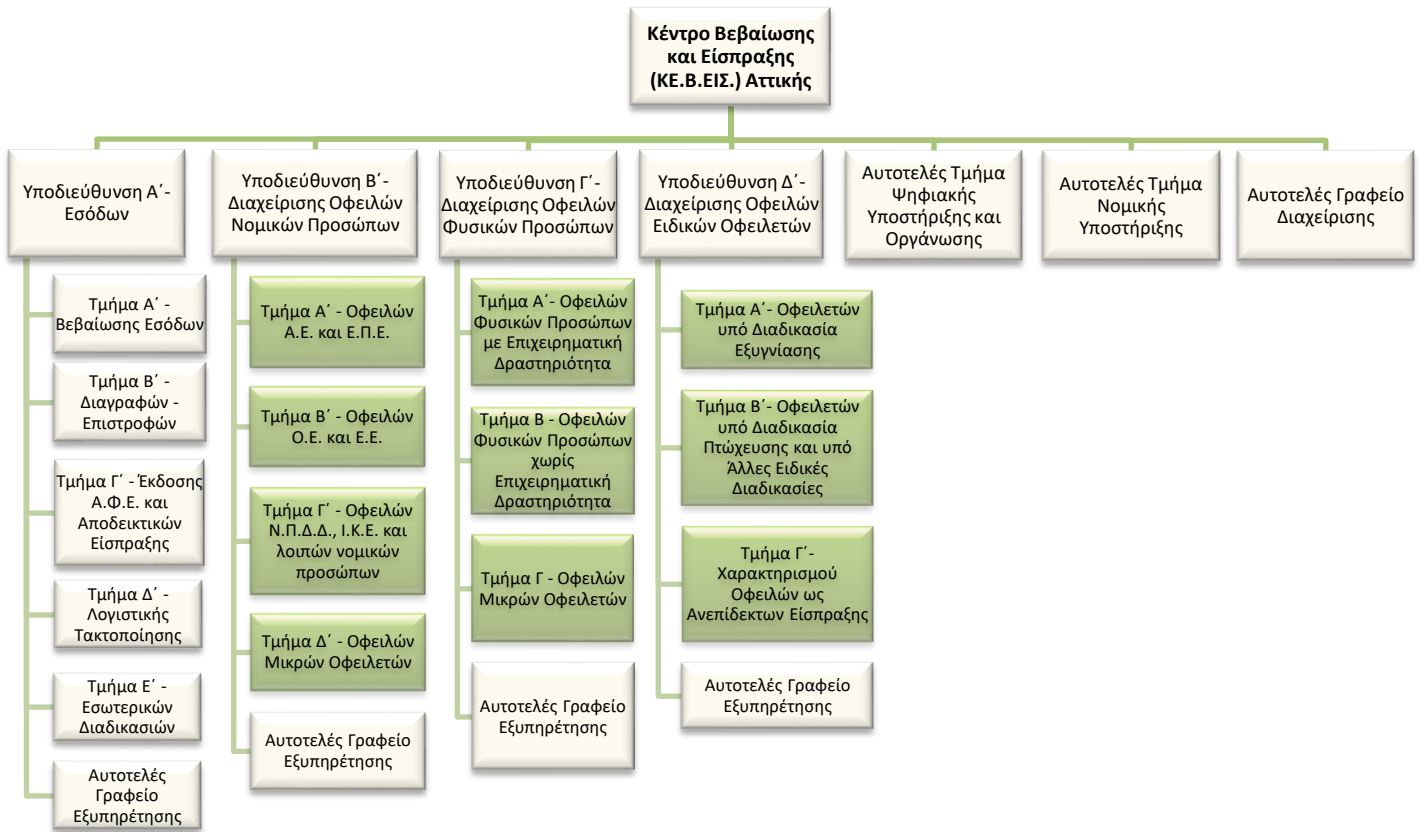 Κέντρο Βεβαίωσης
και Είσπραξης
(ΚΕ.Β.ΕΙΣ.) Αττικής
Υποδιεύθυνση Α΄-
Εσόδων
Τμήμα Α΄ -
Βεβαίωσης Εσόδων
Τμήμα Β΄ -
Διαγραφών -
Επιστροφών
Τμήμα Γ΄ - Έκδοσης
Α.Φ.Ε. και
Αποδεικτικών
Είσπραξης
Τμήμα Δ΄ -
Λογιστικής
Τακτοποίησης
Τμήμα Ε΄ -
Εσωτερικών
Διαδικασιών
Αυτοτελές
Γραφείο
Εξυπηρέτησης
Υποδιεύθυνση Β΄-
Διαχείρισης Οφειλών
Νομικών Προσώπων
Τμήμα Α΄ - Οφειλών
Α.Ε. και Ε.Π.Ε.
Τμήμα Β΄ - Οφειλών
Ο.Ε. και Ε.Ε.
Τμήμα Γ΄ - Οφειλών
Ν.Π.Δ.Δ., Ι.Κ.Ε. και
λοιπών νομικών
προσώπων
Τμήμα Δ΄ - Οφειλών
Μικρών Οφειλετών
Αυτοτελές Γραφείο
Εξυπηρέτησης
Υποδιεύθυνση Γ΄-
Διαχείρισης Οφειλών
Φυσικών Προσώπων
Τμήμα Α΄- Οφειλών
Φυσικών Προσώπων
με Επιχειρηματική
Δραστηριότητα
Τμήμα Β - Οφειλών
Φυσικών Προσώπων
χωρίς
Επιχειρηματική
Δραστηριότητα
Τμήμα Γ - Οφειλών
Μικρών Οφειλετών
Αυτοτελές Γραφείο
Εξυπηρέτησης
Υποδιεύθυνση Δ΄-
Διαχείρισης Οφειλών
Ειδικών Οφειλετών
Τμήμα Α΄- Οφειλετών
υπό Διαδικασία
Εξυγνίασης
Τμήμα Β΄- Οφειλετών
υπό Διαδικασία
Πτώχευσης και υπό
Άλλες Ειδικές
Διαδικασίες
Τμήμα Γ΄-
Χαρακτηρισμού
Οφειλών ως
Ανεπίδεκτων Είσπραξης
Αυτοτελές Γραφείο
Εξυπηρέτησης
Αυτοτελές Τμήμα
Ψηφιακής
Υποστήριξης και
Οργάνωσης
Αυτοτελές Τμήμα
Νομικής
Υποστήριξης
Αυτοτελές Γραφείο
Διαχείρισης